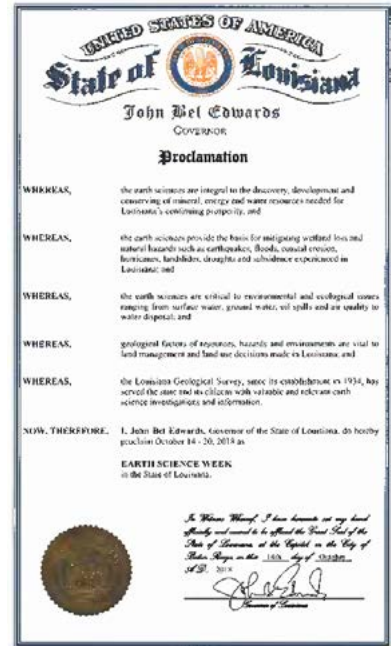 UNITED STATES OF AMERICA
State of Louisiana
John Bel Edwards
GOVERNOR
Proclamation
WHEREAS, the earth sciences are integral to the discovery, development and
conserving of mineral, energy and water resources needed for
Louisiana's continuing prosperity, and
WHEREAS, the earth sciences provide the basis for mitigating wetland loss and
natural hazards such as earthquakes, floods, coastal erosion,
hurricanes, landslides, droughts and subsidence experienced in
Louisiana; and
WHEREAS, the earth sciences are critical to environmental and ecological issues
ranging from surface water, ground water, oil spills and air quality to
water disposal; and
WHEREAS, geological factors of resources, hazards and environments are vital to
land management and land use decisions made in Louisiana; and
WHEREAS, the Louisiana Geological Survey, since its establishment in 1934, has
served the state and its citizens with valuable and relevant earth
science investigations and information.
NOW, THEREFORE, I, John Bel Edwards, Governor of the State of Louisiana, do hereby
proclaim October 14 - 20, 2018 as
EARTH SCIENCE WEEK
in the State of Louisiana.
In Witness Whereof, I have hereunto set my hand
officially and caused to be affixed the Great Seal of the
State of Louisiana, at the Capitol, in the City of
Baton Rouge, on this 14th day of October
A.D. 2018
Governor of Louisiana